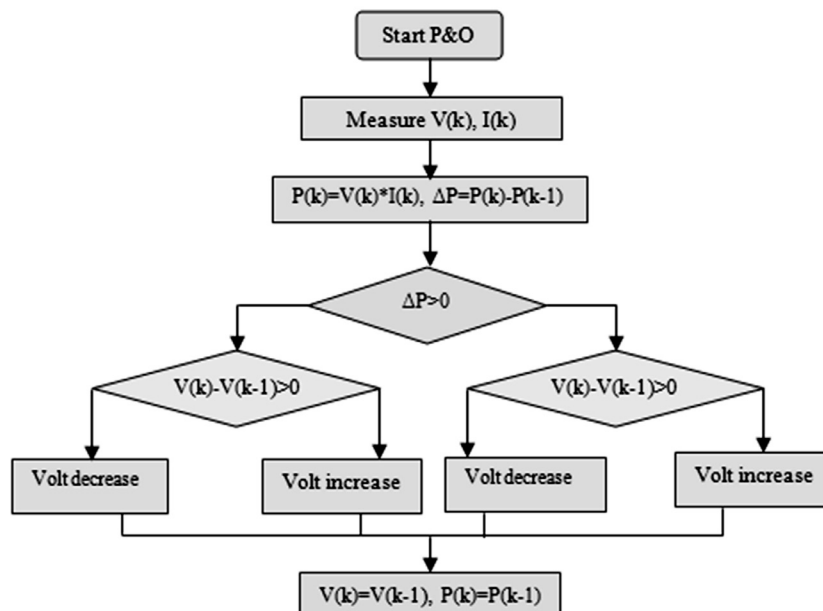 Start P&O
Measure V(k), I(k)
P(k)=V(k)*I(k), ΔP=P(k)-P(k-1)
ΔP>0
V(k)-V(k-1)>0
V(k)-V(k-1)>0
Volt decrease
Volt increase
Volt decrease
Volt increase
V(k)=V(k-1), P(k)=P(k-1)